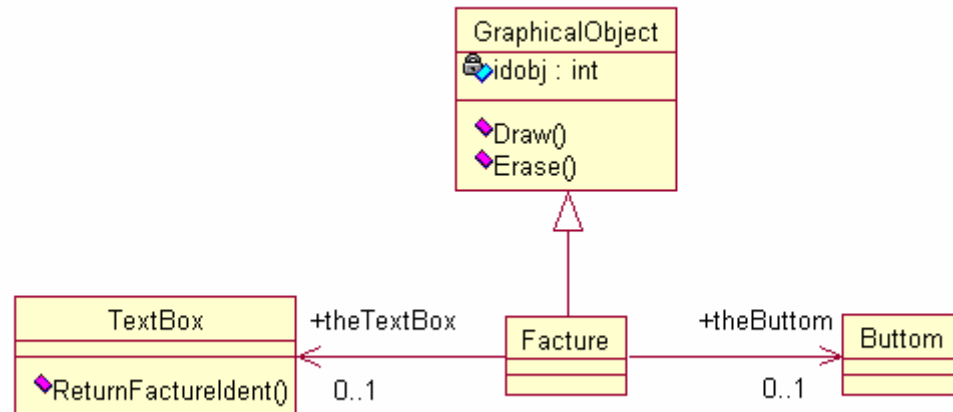 GraphicalObject
idobj : int
Draw()
Erase()
TextBox
ReturnFactureIdent()
+theTextBox
0..1
Facture
+theButtom
0..1
Buttom